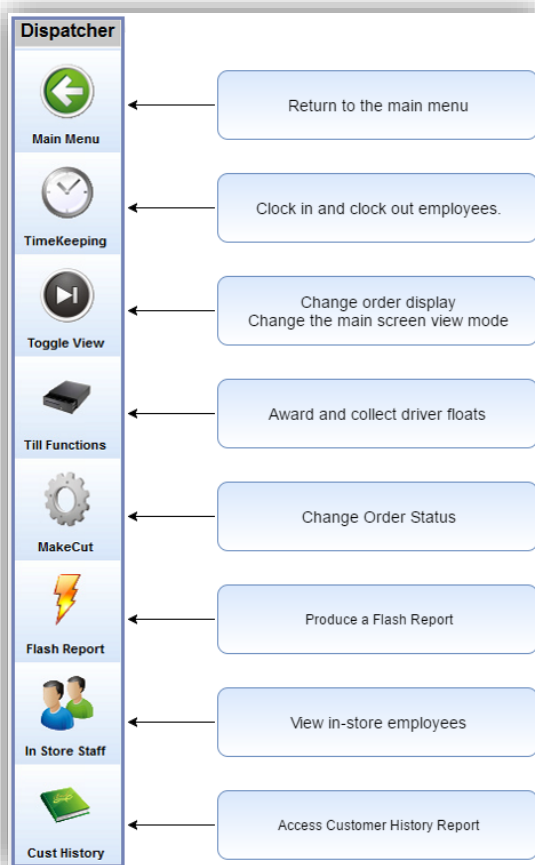 Dispatcher
Main Menu
Return to the main menu
TimeKeeping
Clock in and clock out employees.
Toggle View
Change order display
Change the main screen view mode
Till Functions
Award and collect driver floats
MakeCut
Change Order Status
Flash Report
Produce a Flash Report
In Store Staff
View in-store employees
Cust History
Access Customer History Report